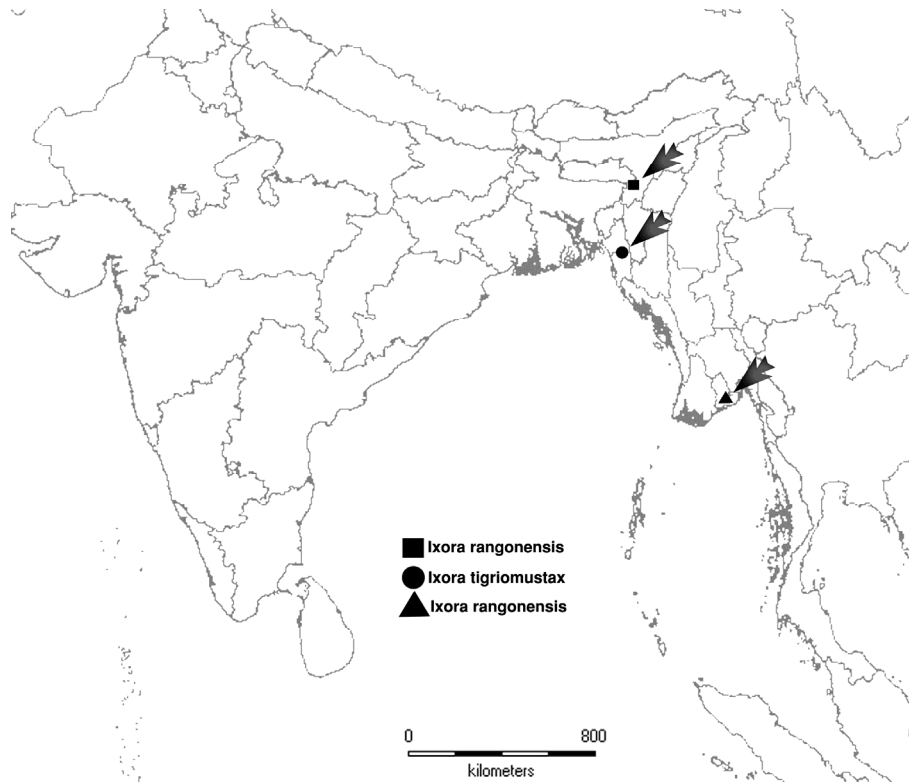 Ixora rangonensis
Ixora tigriomustax
Ixora rangonensis
0 800
kilometers